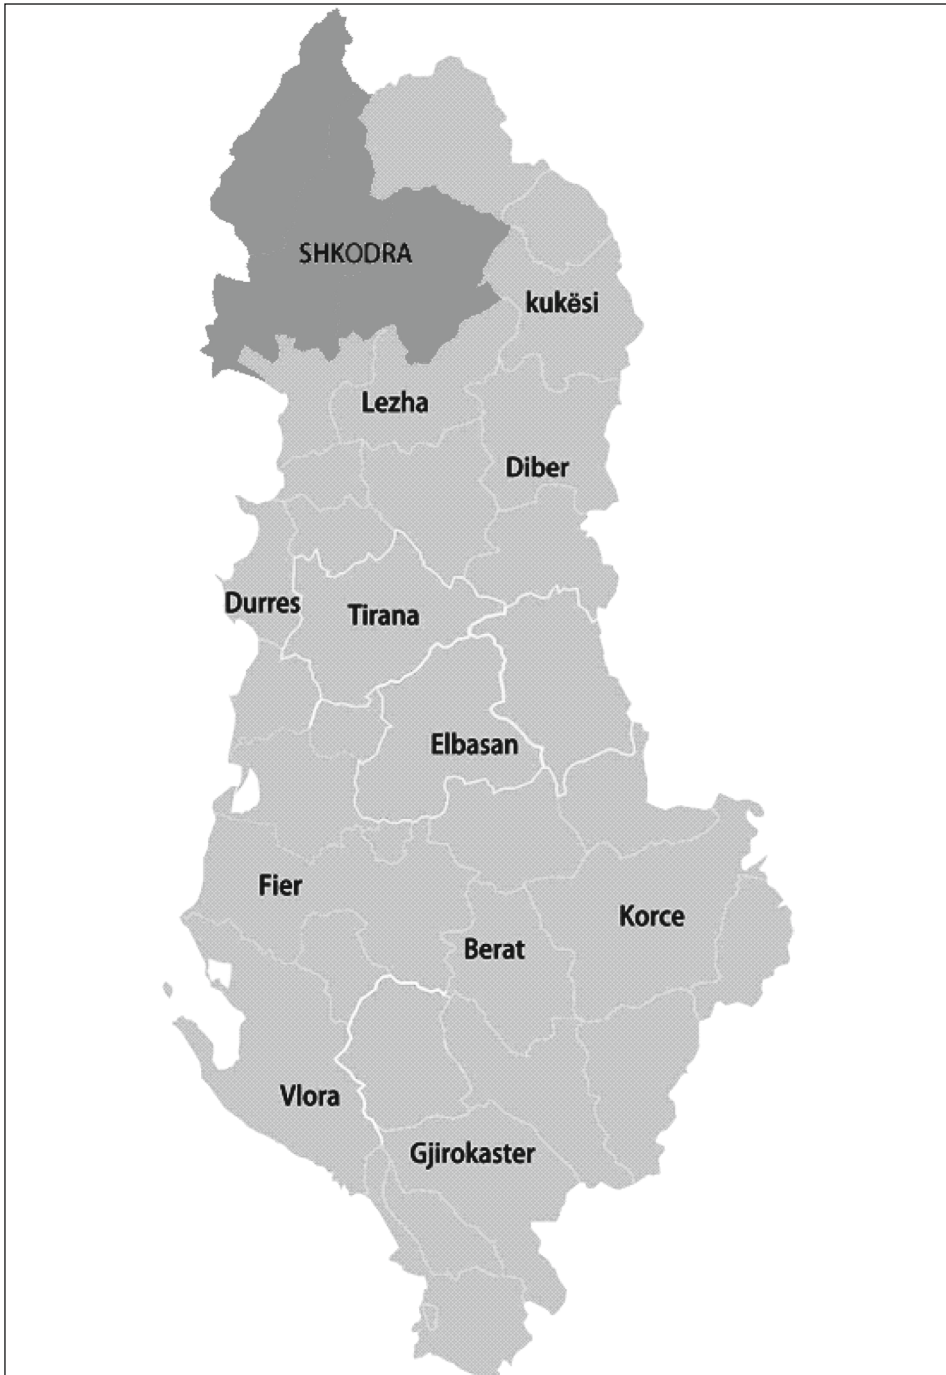 SHKODRA
kukësi
Lezha
Diber
Durres
Tirana
Elbasan
Fier
Korce
Berat
Vlora
Gjirokaster